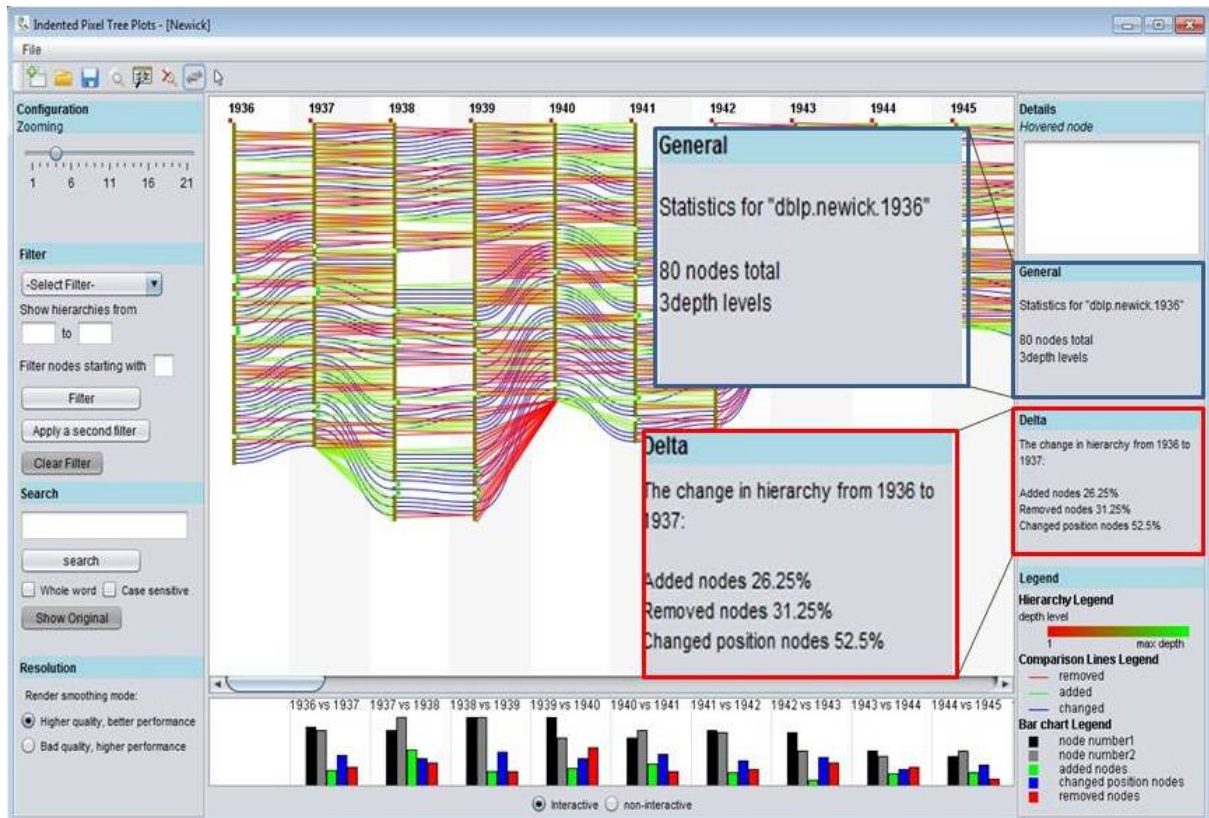 Indented Pixel Tree Plots - [Newick]
File
Configuration
Zooming
1 6 11 16 21
Filter
-Select Filter-
Show hierarchies from
to
Filter nodes starting with
Filter
Apply a second filter
Clear Filter
Search
search
Whole word Case sensitive
Show Original
Resolution
Render smoothing mode:
Higher quality, better performance
Bad quality, higher performance
1936 1937 1938 1939 1940 1941 1942 1943 1944 1945
General
Statistics for "dblp.newick.1936"
80 nodes total
3depth levels
Delta
The change in hierarchy from 1936 to
1937:
Added nodes 26.25%
Removed nodes 31.25%
Changed position nodes 52.5%
1936 vs 1937 1937 vs 1938 1938 vs 1939 1939 vs 1940 1940 vs 1941 1941 vs 1942 1942 vs 1943 1943 vs 1944 1944 vs 1945
Interactive non-interactive
Details
Hovered node
General
Statistics for "dblp.newick.1936"
80 nodes total
3depth levels
Delta
The change in hierarchy from 1936 to
1937:
Added nodes 26.25%
Removed nodes 31.25%
Changed position nodes 52.5%
Legend
Hierarchy Legend
depth level
1 max depth
Comparison Lines Legend
removed
added
changed
Bar chart Legend
node number1
node number2
added nodes
changed position nodes
removed nodes